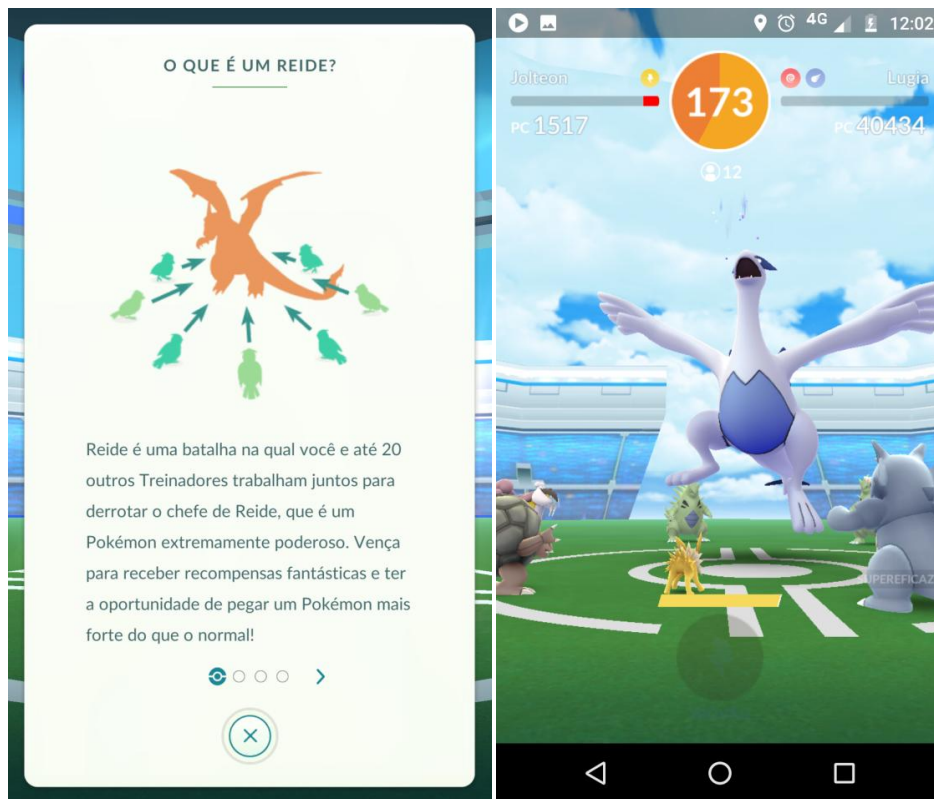 O QUE É UM REIDE?
Reide é uma batalha na qual você e até 20
outros Treinadores trabalham juntos para
derrotar o chefe de Reide, que é um
Pokémon extremamente poderoso. Vença
para receber recompensas fantásticas e ter
a oportunidade de pegar um Pokémon mais
forte do que o normal!
4G 12:02
Jolteon
173
Lugia
PC 1517
PC 40434
12
SUPEREFICAZ